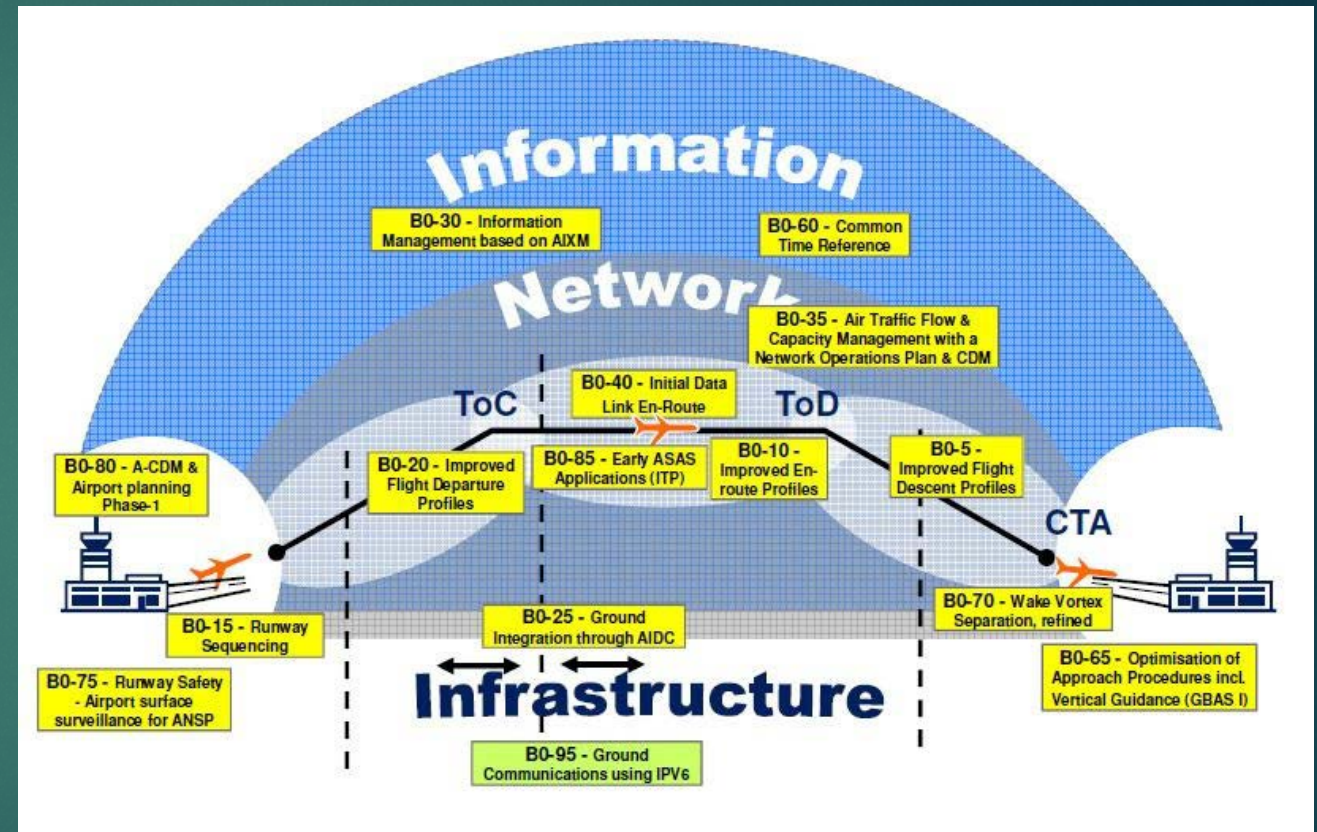 Information
B0-30 - Information
Management based on AIXM
B0-60 - Common
Time Reference
Network
B0-35 - Air Traffic Flow &
Capacity Management with a
Network Operations Plan & CDM
ToC
B0-40 - Initial Data
Link En-Route
ToD
B0-80 - A-CDM &
Airport planning
Phase-1
B0-20 - Improved
Flight Departure
Profiles
B0-85 - Early ASAS
Applications (ITP)
B0-10 -
Improved En-
route Profiles
B0-5 -
Improved Flight
Descent Profiles
CTA
B0-15 - Runway
Sequencing
B0-25 - Ground
Integration through AIDC
B0-70 - Wake Vortex
Separation, refined
B0-75 - Runway Safety
- Airport surface
surveillance for ANSP
Infrastructure
B0-65 - Optimisation of
Approach Procedures incl.
Vertical Guidance (GBAS I)
B0-95 - Ground
Communications using IPV6